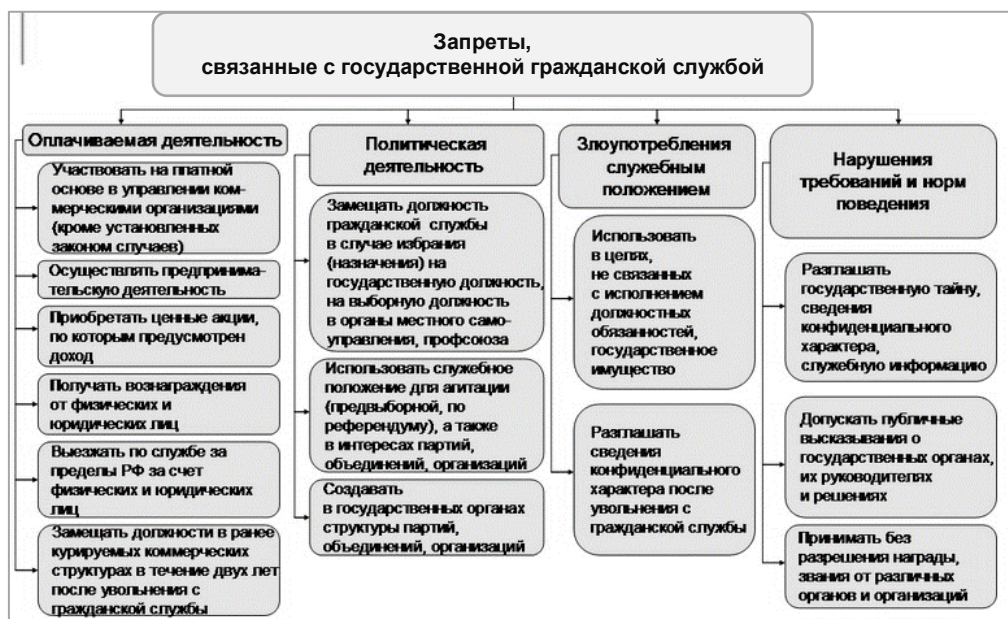 Запреты,
связанные с государственной гражданской службой
Оплачиваемая деятельность
Участвовать на платной
основе в управлении ком-
мерческими организациями
(кроме установленных
законом случаев)
Осуществлять предпринима-
тельскую деятельность
Приобретать ценные акции,
по которым предусмотрен
доход
Получать вознаграждения
от физических и
юридических лиц
Выезжать по службе за
пределы РФ за счет
физических и юридических
лиц
Замещать должности в ранее
курируемых коммерческих
структурах в течение двух лет
после увольнения с
гражданской службы
Политическая
деятельность
Замещать должность
гражданской службы
в случае избрания
(назначения) на
государственную должность,
на выборную должность
в органы местного само-
управления, профсоюза
Использовать служебное
положение для агитации
(предвыборной, по
референдуму), а также
в интересах партий,
объединений, организаций
Создавать
в государственных органах
структуры партий,
объединений, организаций
Злоупотребления
служебным
положением
Использовать
в целях,
не связанных
с исполнением
должностных
обязанностей,
государственное
имущество
Разглашать
сведения
конфиденциального
характера после
увольнения с
гражданской службы
Нарушения
требований и норм
поведения
Разглашать
государственную тайну,
сведения
конфиденциального
характера,
служебную информацию
Допускать публичные
высказывания о
государственных органах,
их руководителях
и решениях
Принимать без
разрешения награды,
звания от различных
органов и организаций